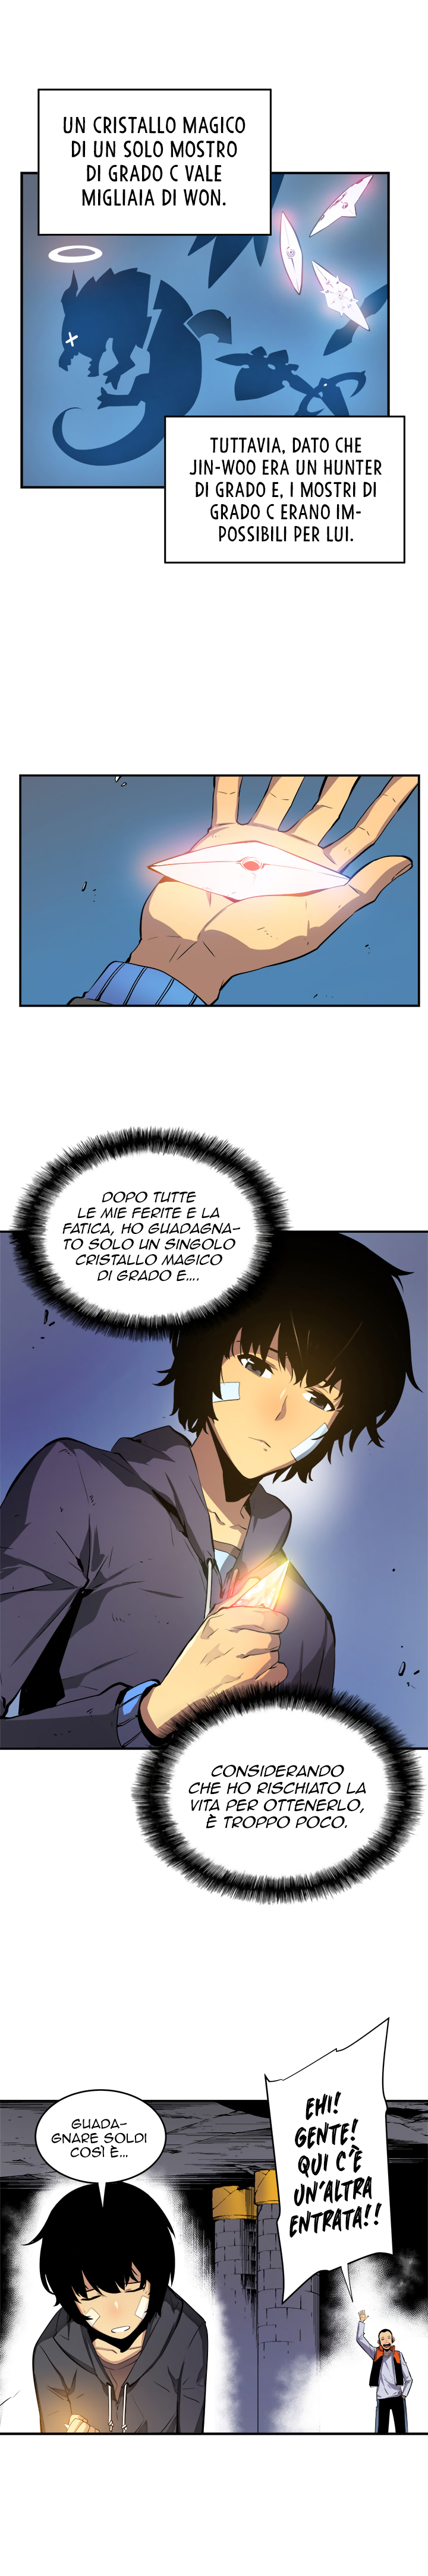 UN CRISTALLO MAGICO
DI UN SOLO MOSTRO
DI GRADO C VALE
MIGLIAIA DI WON.
TUTTAVIA, DATO CHE
JIN-WOO ERA UN HUNTER
DI GRADO E, I MOSTRI DI
GRADO C ERANO IM-
POSSIBILI PER LUI.
DOPO TUTTE
LE MIE FERITE E LA
FATICA, HO GUADAGNA-
TO SOLO UN SINGOLO
CRISTALLO MAGICO
DI GRADO E....
CONSIDERANDO
CHE HO RISCHIATO LA
VITA PER OTTENERLO,
È TROPPO POCO.
GUADA-
GNARE SOLDI
COSÌ È...
EHI!
GENTE!
QUI C'È
UN'ALTRA
ENTRATA!!